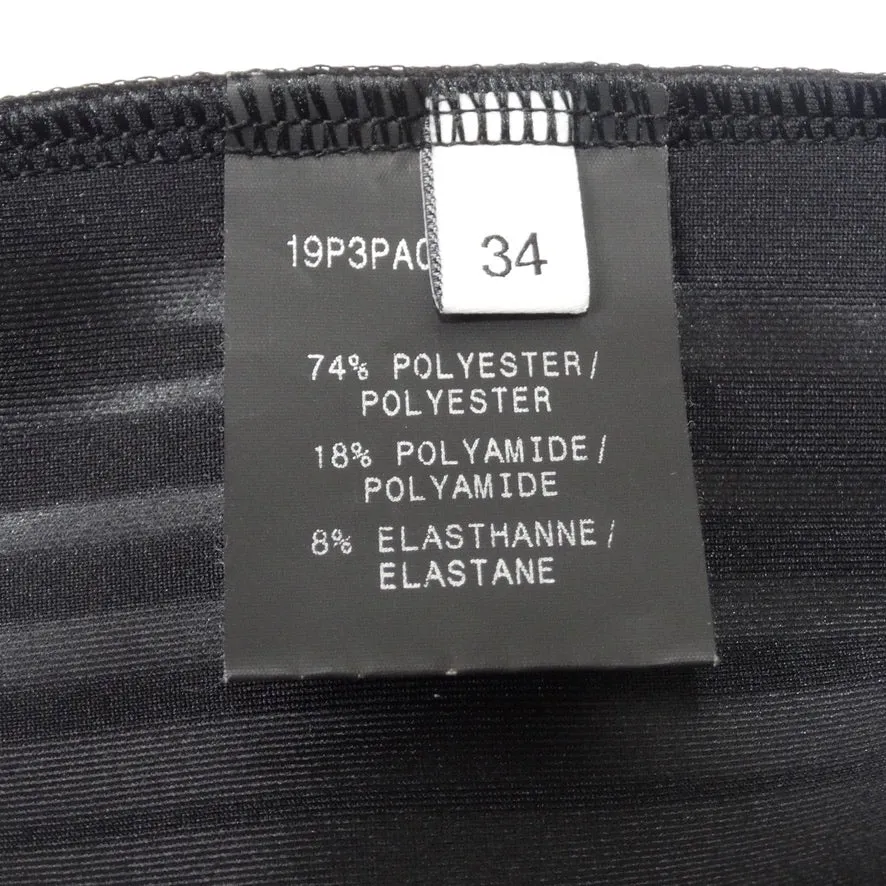 19P3PAC
34
74% POLYESTER/
POLYESTER
18% POLYAMIDE/
POLYAMIDE
8% ELASTHANNE/
ELASTANE